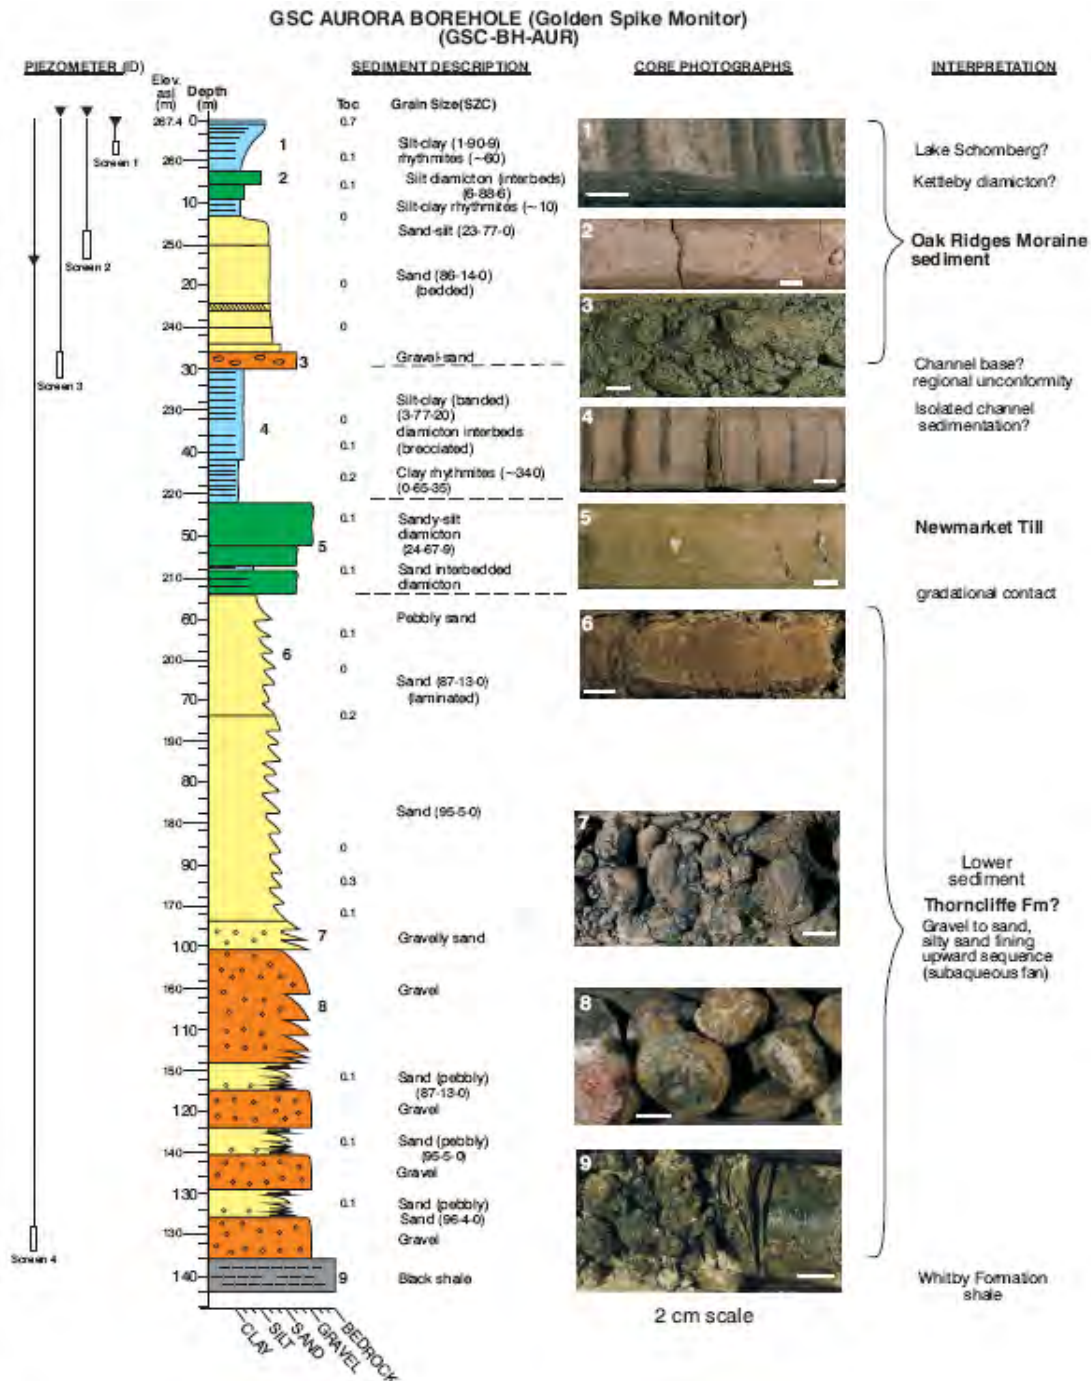 GSC AURORA BOREHOLE (Golden Spike Monitor)
(GSC-BH-AUR)
PIEZOMETER (ID)
SEDIMENT DESCRIPTION
CORE PHOTOGRAPHS
INTERPRETATION
Elev.
asl
(m)
Depth
(m)
Toc
Grain Size(SZC)
267.4
0
260
10
250
20
240
30
230
40
220
50
210
60
200
70
190
80
180
90
170
100
160
110
150
120
140
130
130
140
Screen 1
Screen 2
Screen 3
Screen 4
1
2
3
4
5
6
7
8
9
0.7
0.1
0.1
0
0
0
0
0.1
0.2
0.1
0.1
0.1
0
0.2
0
0.3
0.1
0.1
0.1
0.1
Silt-clay (1-90-9)
rhythmites (~60)
Silt diamicton (interbeds)
(6-88-6)
Silt-clay rhythmites (~10)
Sand-silt (23-77-0)
Sand (86-14-0)
(bedded)
Gravel-sand
Silt-clay (banded)
(3-77-20)
diamicton interbeds
(brecciated)
Clay rhythmites (~340)
(0-65-35)
Sandy-silt
diamicton
(24-67-9)
Sand interbedded
diamicton
Pebbly sand
Sand (87-13-0)
(laminated)
Sand (95-5-0)
Gravelly sand
Gravel
Sand (pebbly)
(87-13-0)
Gravel
Sand (pebbly)
(95-5-0)
Gravel
Sand (pebbly)
Sand (96-4-0)
Gravel
Black shale
CLAY
SILT
SAND
GRAVEL
BEDROCK
1
2
3
4
5
6
7
8
9
2 cm scale
Lake Schomberg?
Kettleby diamicton?
Oak Ridges Moraine
sediment
Channel base?
regional unconformity
Isolated channel
sedimentation?
Newmarket Till
gradational contact
Lower
sediment
Thorncliffe Fm?
Gravel to sand,
silty sand fining
upward sequence
(subaqueous fan)
Whitby Formation
shale